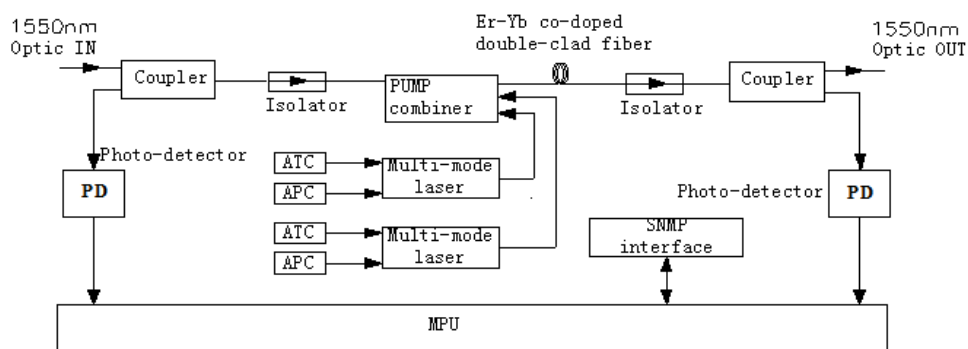 1550nm
Optic IN
Er-Yb co-doped
double-clad fiber
1550nm
Optic OUT
Coupler
Isolator
PUMP
combiner
Isolator
Coupler
Photo-detector
PD
ATC
APC
Multi-mode
laser
ATC
APC
Multi-mode
laser
SNMP
interface
Photo-detector
PD
MPU